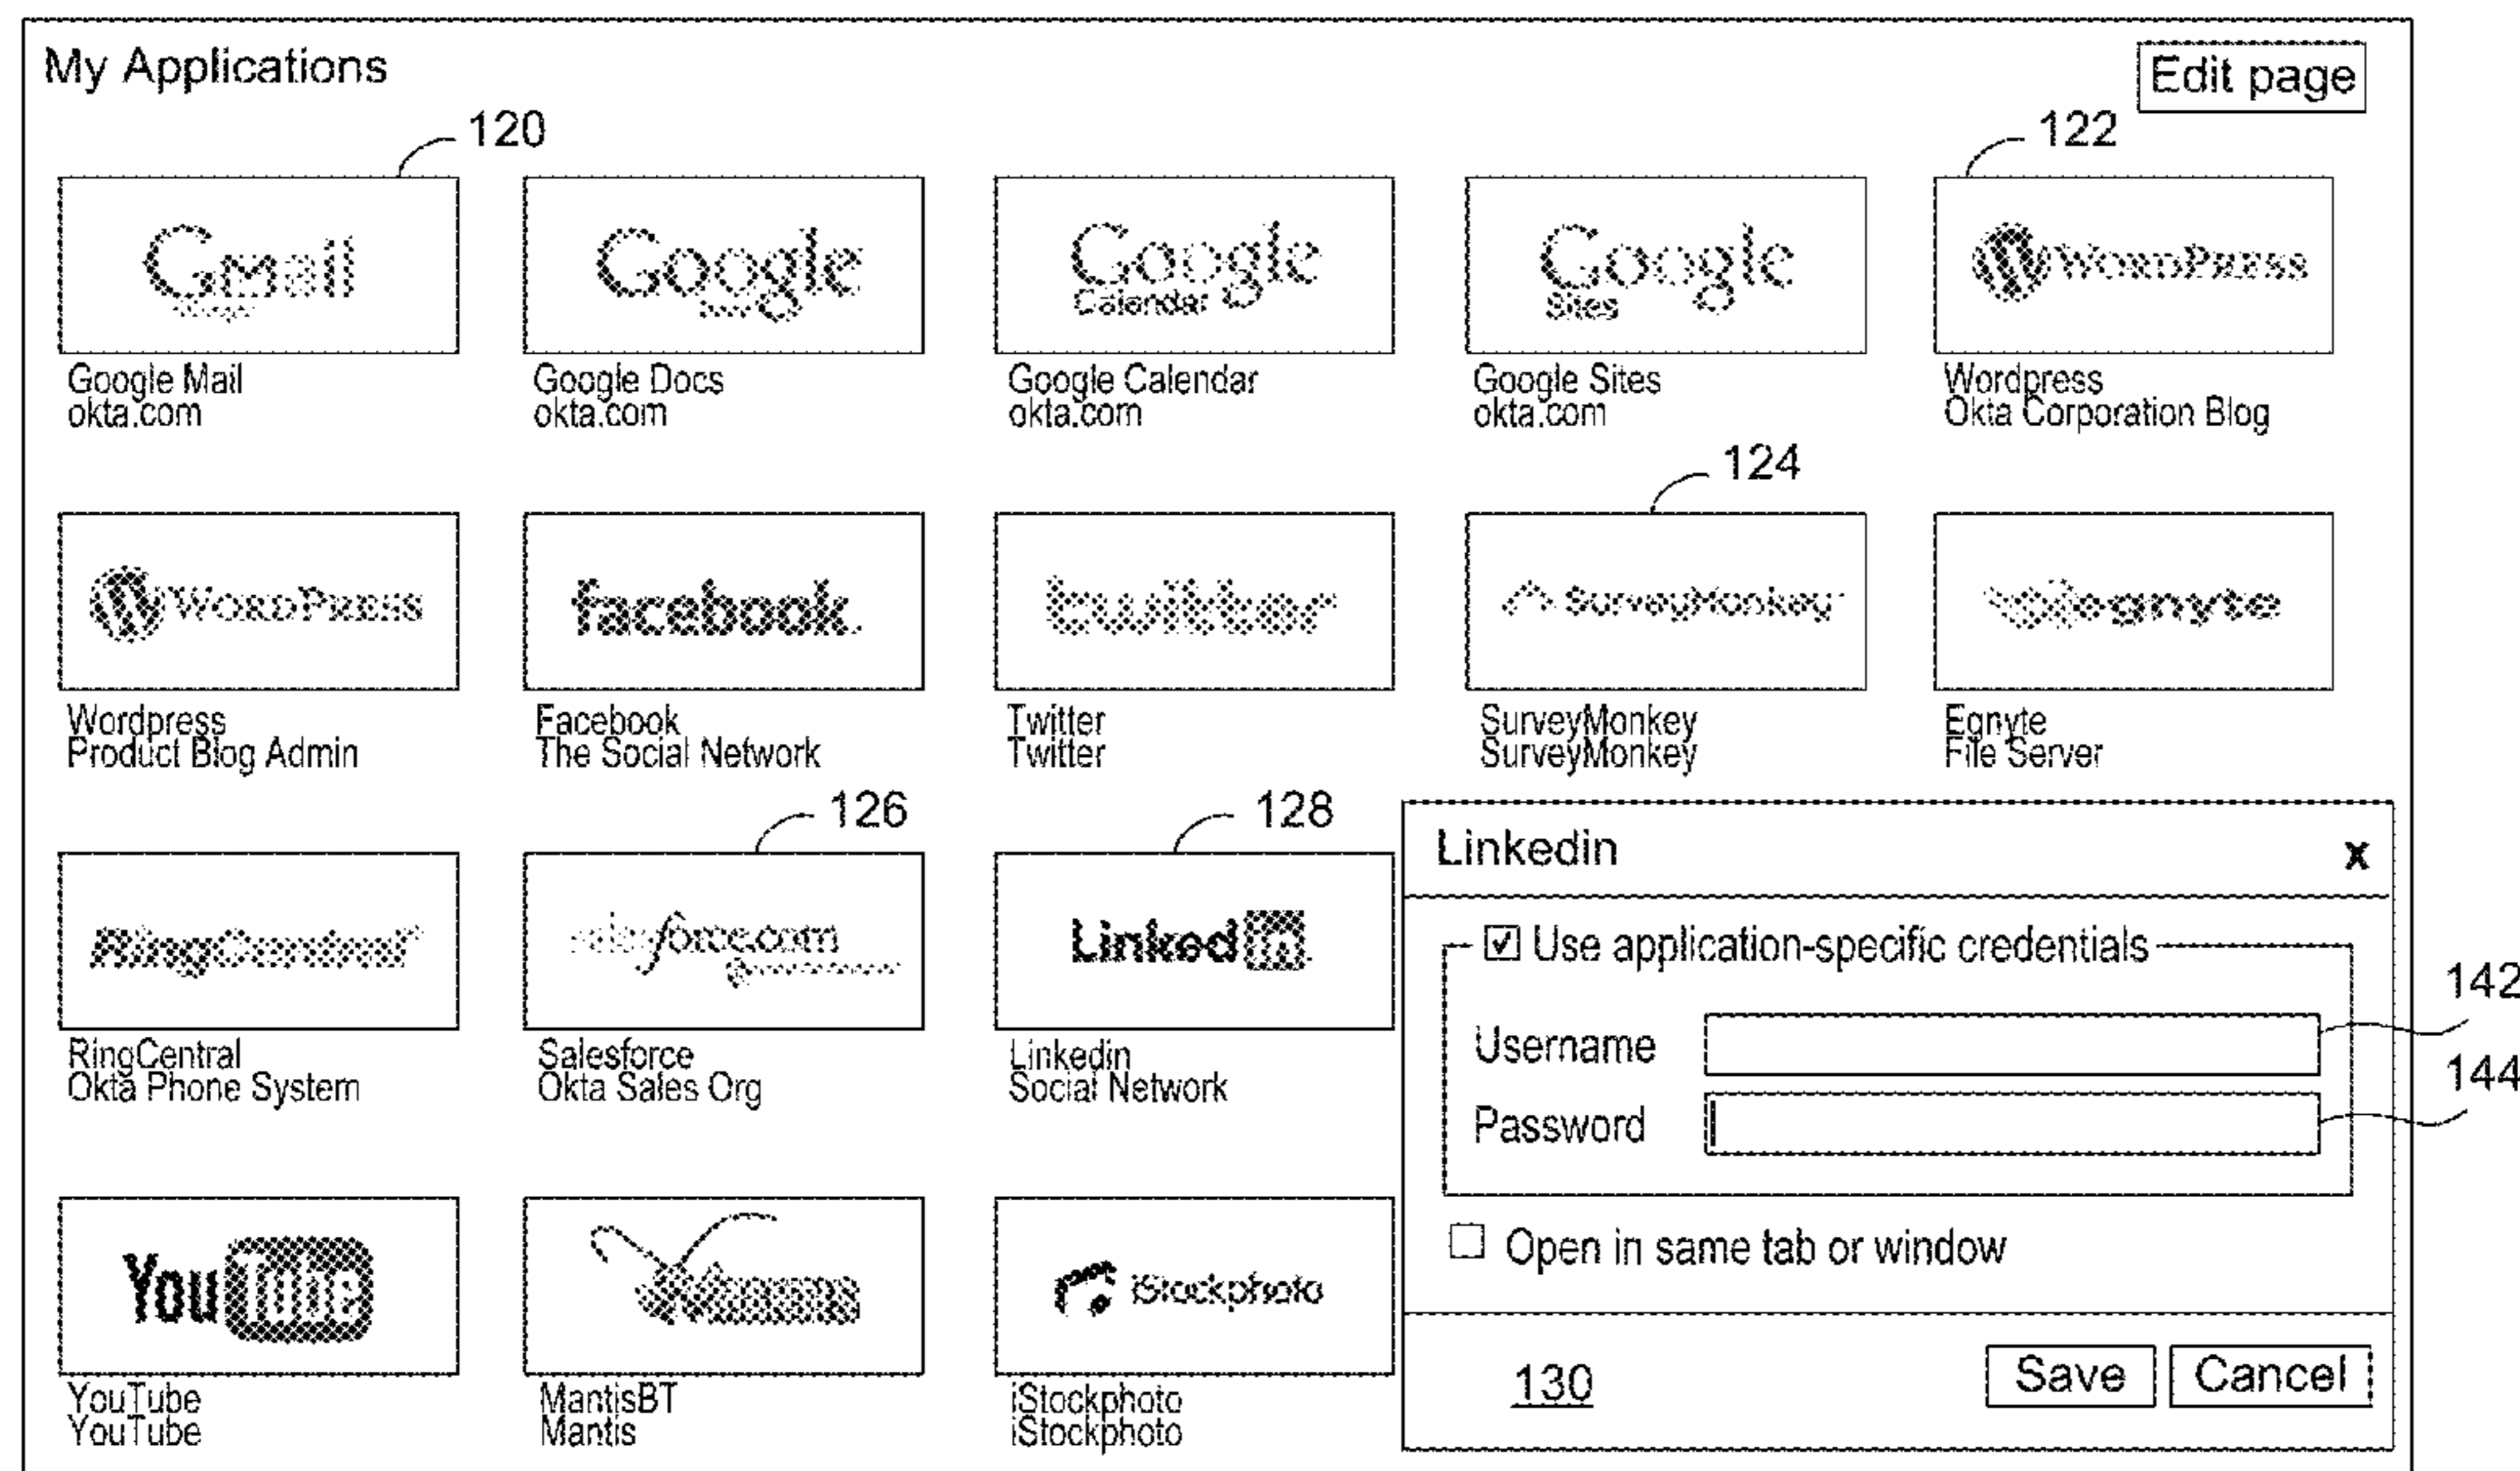 My Applications
Edit page
120
122
Gmail
Google
Google
Calendar
Google
Sites
WORDPRESS
Google Mail
okta.com
Google Docs
okta.com
Google Calendar
okta.com
Google Sites
okta.com
Wordpress
Okta Corporation Blog
124
WORDPRESS
facebook
twitter
SurveyMonkey
egnyte
Wordpress
Product Blog Admin
Facebook
The Social Network
Twitter
Twitter
SurveyMonkey
SurveyMonkey
Egnyte
File Server
126
128
RingCentral
salesforce.com
Linked in
RingCentral
Okta Phone System
Salesforce
Okta Sales Org
Linkedin
Social Network
Linkedin
x
Use application-specific credentials
142
Username
144
Password
Open in same tab or window
130
Save
Cancel
You Tube
iStockphoto
YouTube
YouTube
MantisBT
Mantis
iStockphoto
iStockphoto